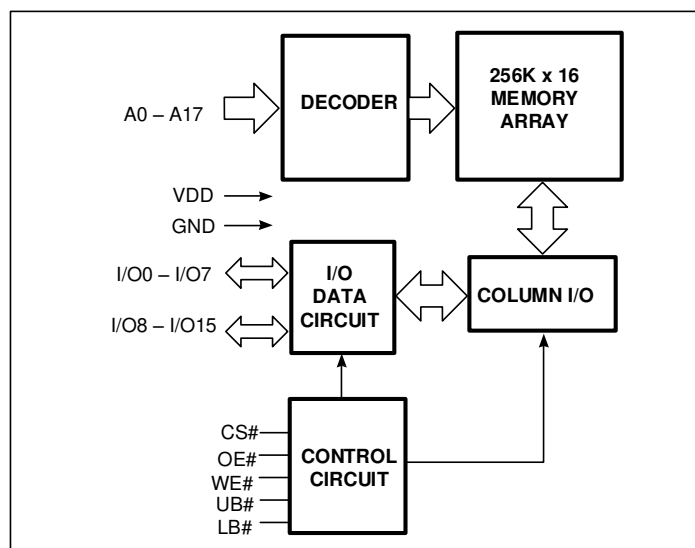 DECODER
256K x 16
MEMORY
ARRAY
A0 – A17
VDD
GND
I/O0 – I/O7
I/O8 – I/O15
I/O
DATA
CIRCUIT
COLUMN I/O
CS#
OE#
WE#
UB#
LB#
CONTROL
CIRCUIT